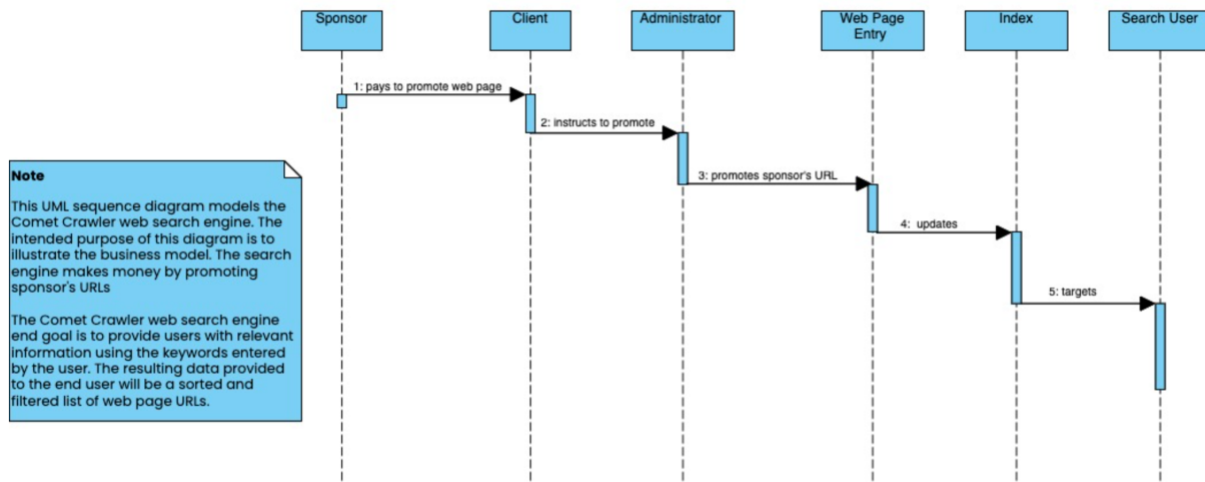 Sponsor
Client
Administrator
Web Page
Entry
Index
Search User
1: pays to promote web page
2: instructs to promote
3: promotes sponsor's URL
4:  updates
5: targets
Note
This UML sequence diagram models the
Comet Crawler web search engine. The
intended purpose of this diagram is to
illustrate the business model. The search
engine makes money by promoting
sponsor's URLs
The Comet Crawler web search engine
end goal is to provide users with relevant
information using the keywords entered
by the user. The resulting data provided
to the end user will be a sorted and
filtered list of web page URLs.